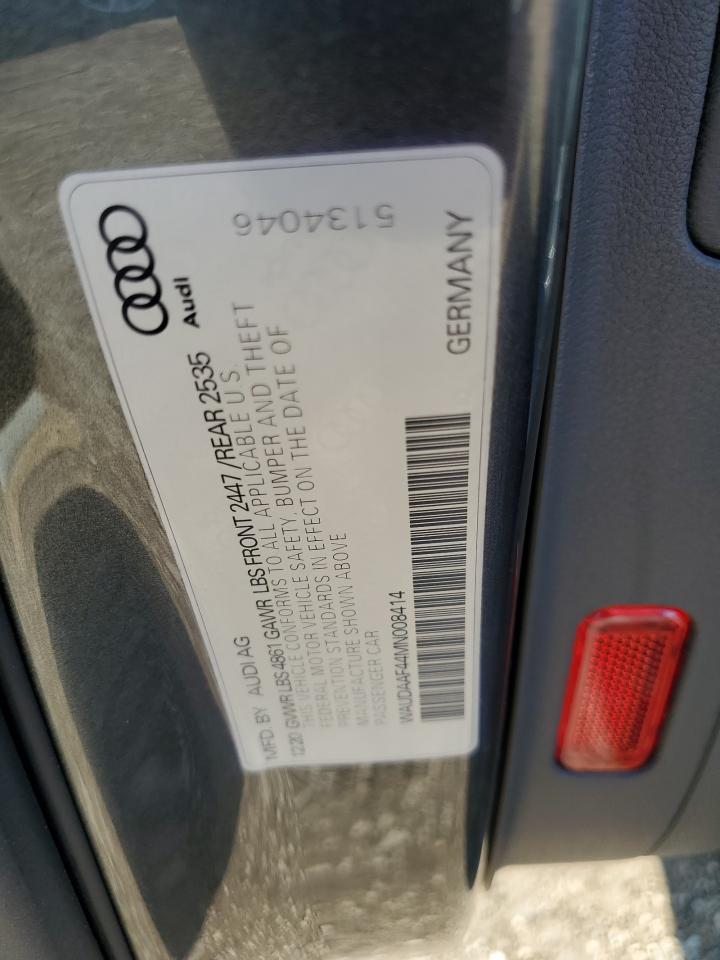 Audi
5134046
MFD. BY AUDI AG
12.20 GVWR LBS 4861 GAWR LBS FRONT 2447/REAR 2535
THIS VEHICLE CONFORMS TO ALL APPLICABLE U.S.
FEDERAL MOTOR VEHICLE SAFETY, BUMPER AND THEFT
PREVENTION STANDARDS IN EFFECT ON THE DATE OF
MANUFACTURE SHOWN ABOVE
PASSENGER CAR
WAUDAAF44MN008414
GERMANY